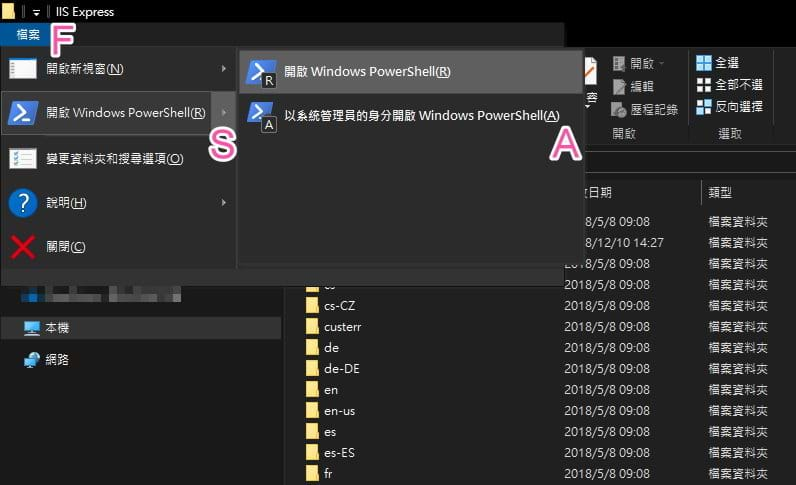 IIS Express
檔案
F
開啟新視窗(N)
開啟 Windows PowerShell(R)
S
變更資料夾和搜尋選項(O)
說明(H)
關閉(C)
R
開啟 Windows PowerShell(R)
A
以系統管理員的身分開啟 Windows PowerShell(A)
A
開啟
編輯
歷程記錄
開啟
全選
全部不選
反向選擇
選取
容
日期
類型
/5/8 09:08 檔案資料夾
8/12/10 14:27 檔案資料夾
2018/5/8 09:08 檔案資料夾
2018/5/8 09:08 檔案資料夾
cs-CZ 2018/5/8 09:08 檔案資料夾
custerr 2018/5/8 09:08 檔案資料夾
de 2018/5/8 09:08 檔案資料夾
de-DE 2018/5/8 09:08 檔案資料夾
en 2018/5/8 09:08 檔案資料夾
en-us 2018/5/8 09:08 檔案資料夾
es 2018/5/8 09:08 檔案資料夾
es-ES 2018/5/8 09:08 檔案資料夾
fr 2018/5/8 09:08 檔案資料夾
本機
網路